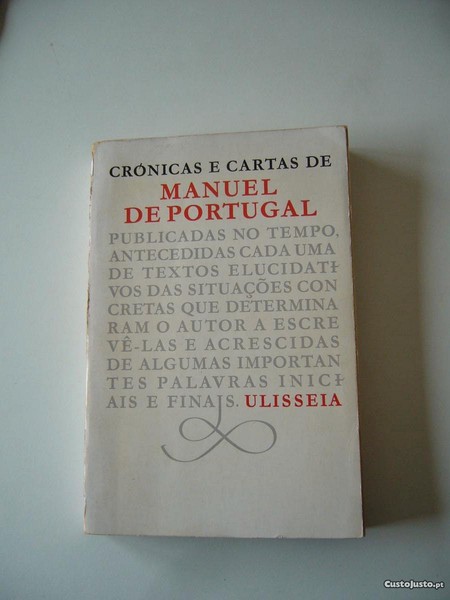 CRÓNICAS E CARTAS DE
MANUEL
DE PORTUGAL
PUBLICADAS NO TEMPO,
ANTECEDIDAS CADA UMA
DE TEXTOS ELUCIDATI
VOS DAS SITUAÇÕES CON
CRETAS QUE DETERMINA
RAM O AUTOR A ESCRE
VÊ-LAS E ACRESCIDAS
DE ALGUMAS IMPORTAN
TES PALAVRAS INICI
AIS E FINAIS. ULISSEIA
CustoJusto.pt